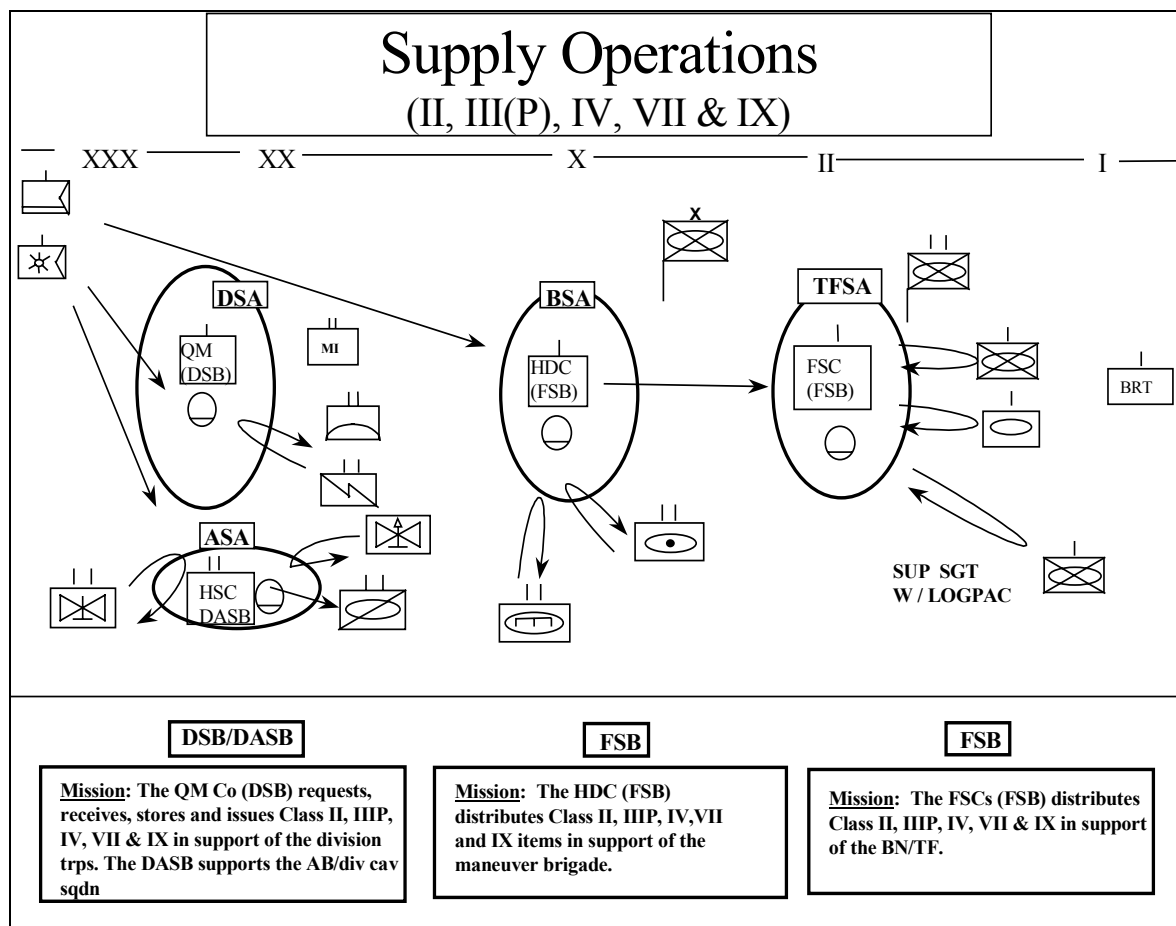 Supply Operations
(II, III(P), IV, VII & IX)
XXX
XX
X
II
I
X
DSA
QM
(DSB)
MI
BSA
HDC
(FSB)
TFSA
FSC
(FSB)
BRT
ASA
HSC
DASB
SUP SGT
W / LOGPAC
DSB/DASB
Mission: The QM Co (DSB) requests,
receives, stores and issues Class II, IIIP,
IV, VII & IX in support of the division
trps. The DASB supports the AB/div cav
sqdn
FSB
Mission: The HDC (FSB)
distributes Class II, IIIP, IV,VII
and IX items in support of the
maneuver brigade.
FSB
Mission: The FSCs (FSB) distributes
Class II, IIIP, IV, VII & IX in support
of the BN/TF.